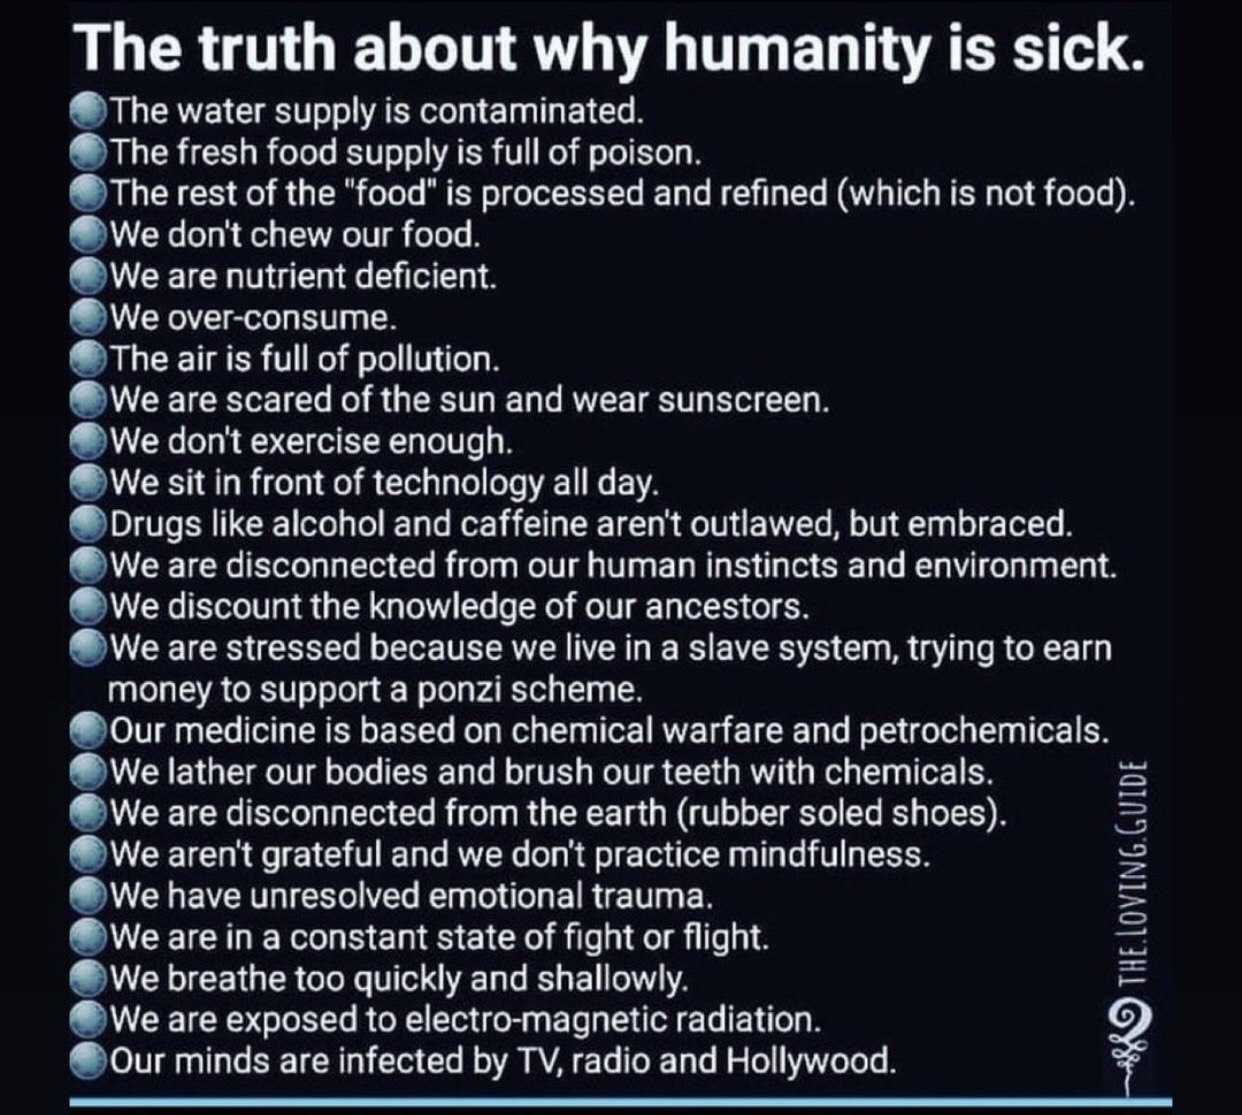 The truth about why humanity is sick.
The water supply is contaminated.
The fresh food supply is full of poison.
The rest of the "food" is processed and refined (which is not food).
We don't chew our food.
We are nutrient deficient.
We over-consume.
The air is full of pollution.
We are scared of the sun and wear sunscreen.
We don't exercise enough.
We sit in front of technology all day.
Drugs like alcohol and caffeine aren't outlawed, but embraced.
We are disconnected from our human instincts and environment.
We discount the knowledge of our ancestors.
We are stressed because we live in a slave system, trying to earn
money to support a ponzi scheme.
Our medicine is based on chemical warfare and petrochemicals.
We lather our bodies and brush our teeth with chemicals.
We are disconnected from the earth (rubber soled shoes).
We aren't grateful and we don't practice mindfulness.
We have unresolved emotional trauma.
We are in a constant state of fight or flight.
We breathe too quickly and shallowly.
We are exposed to electro-magnetic radiation.
Our minds are infected by TV, radio and Hollywood.
THE.LOVING.GUIDE